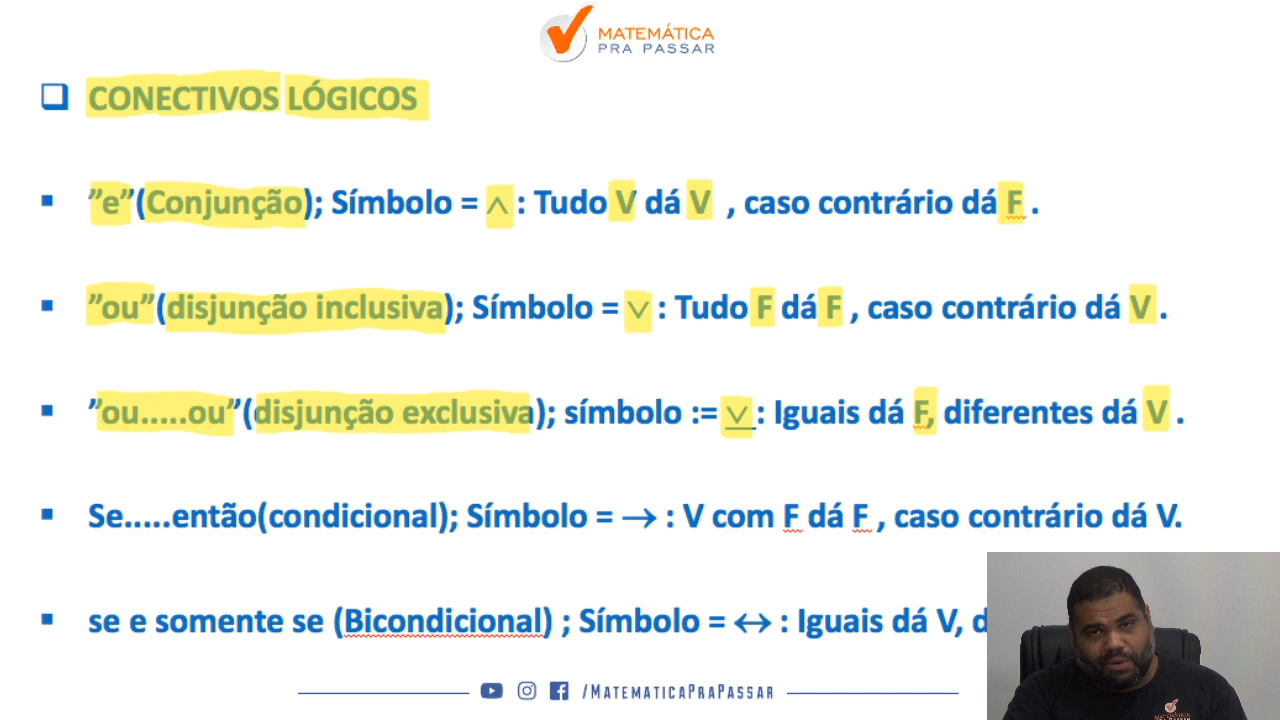 MATEMÁTICA
PRA PASSAR
CONECTIVOS LÓGICOS
”e”(Conjunção); Símbolo = ∧ : Tudo V dá V , caso contrário dá F .
”ou”(disjunção inclusiva); Símbolo = ∨ : Tudo F dá F , caso contrário dá V .
”ou.....ou”(disjunção exclusiva); símbolo := ⊻ : Iguais dá F, diferentes dá V .
Se.....então(condicional); Símbolo = → : V com F dá F , caso contrário dá V.
se e somente se (Bicondicional) ; Símbolo = ↔ : Iguais dá V, d
/MATEMATICAPRAPASSAR